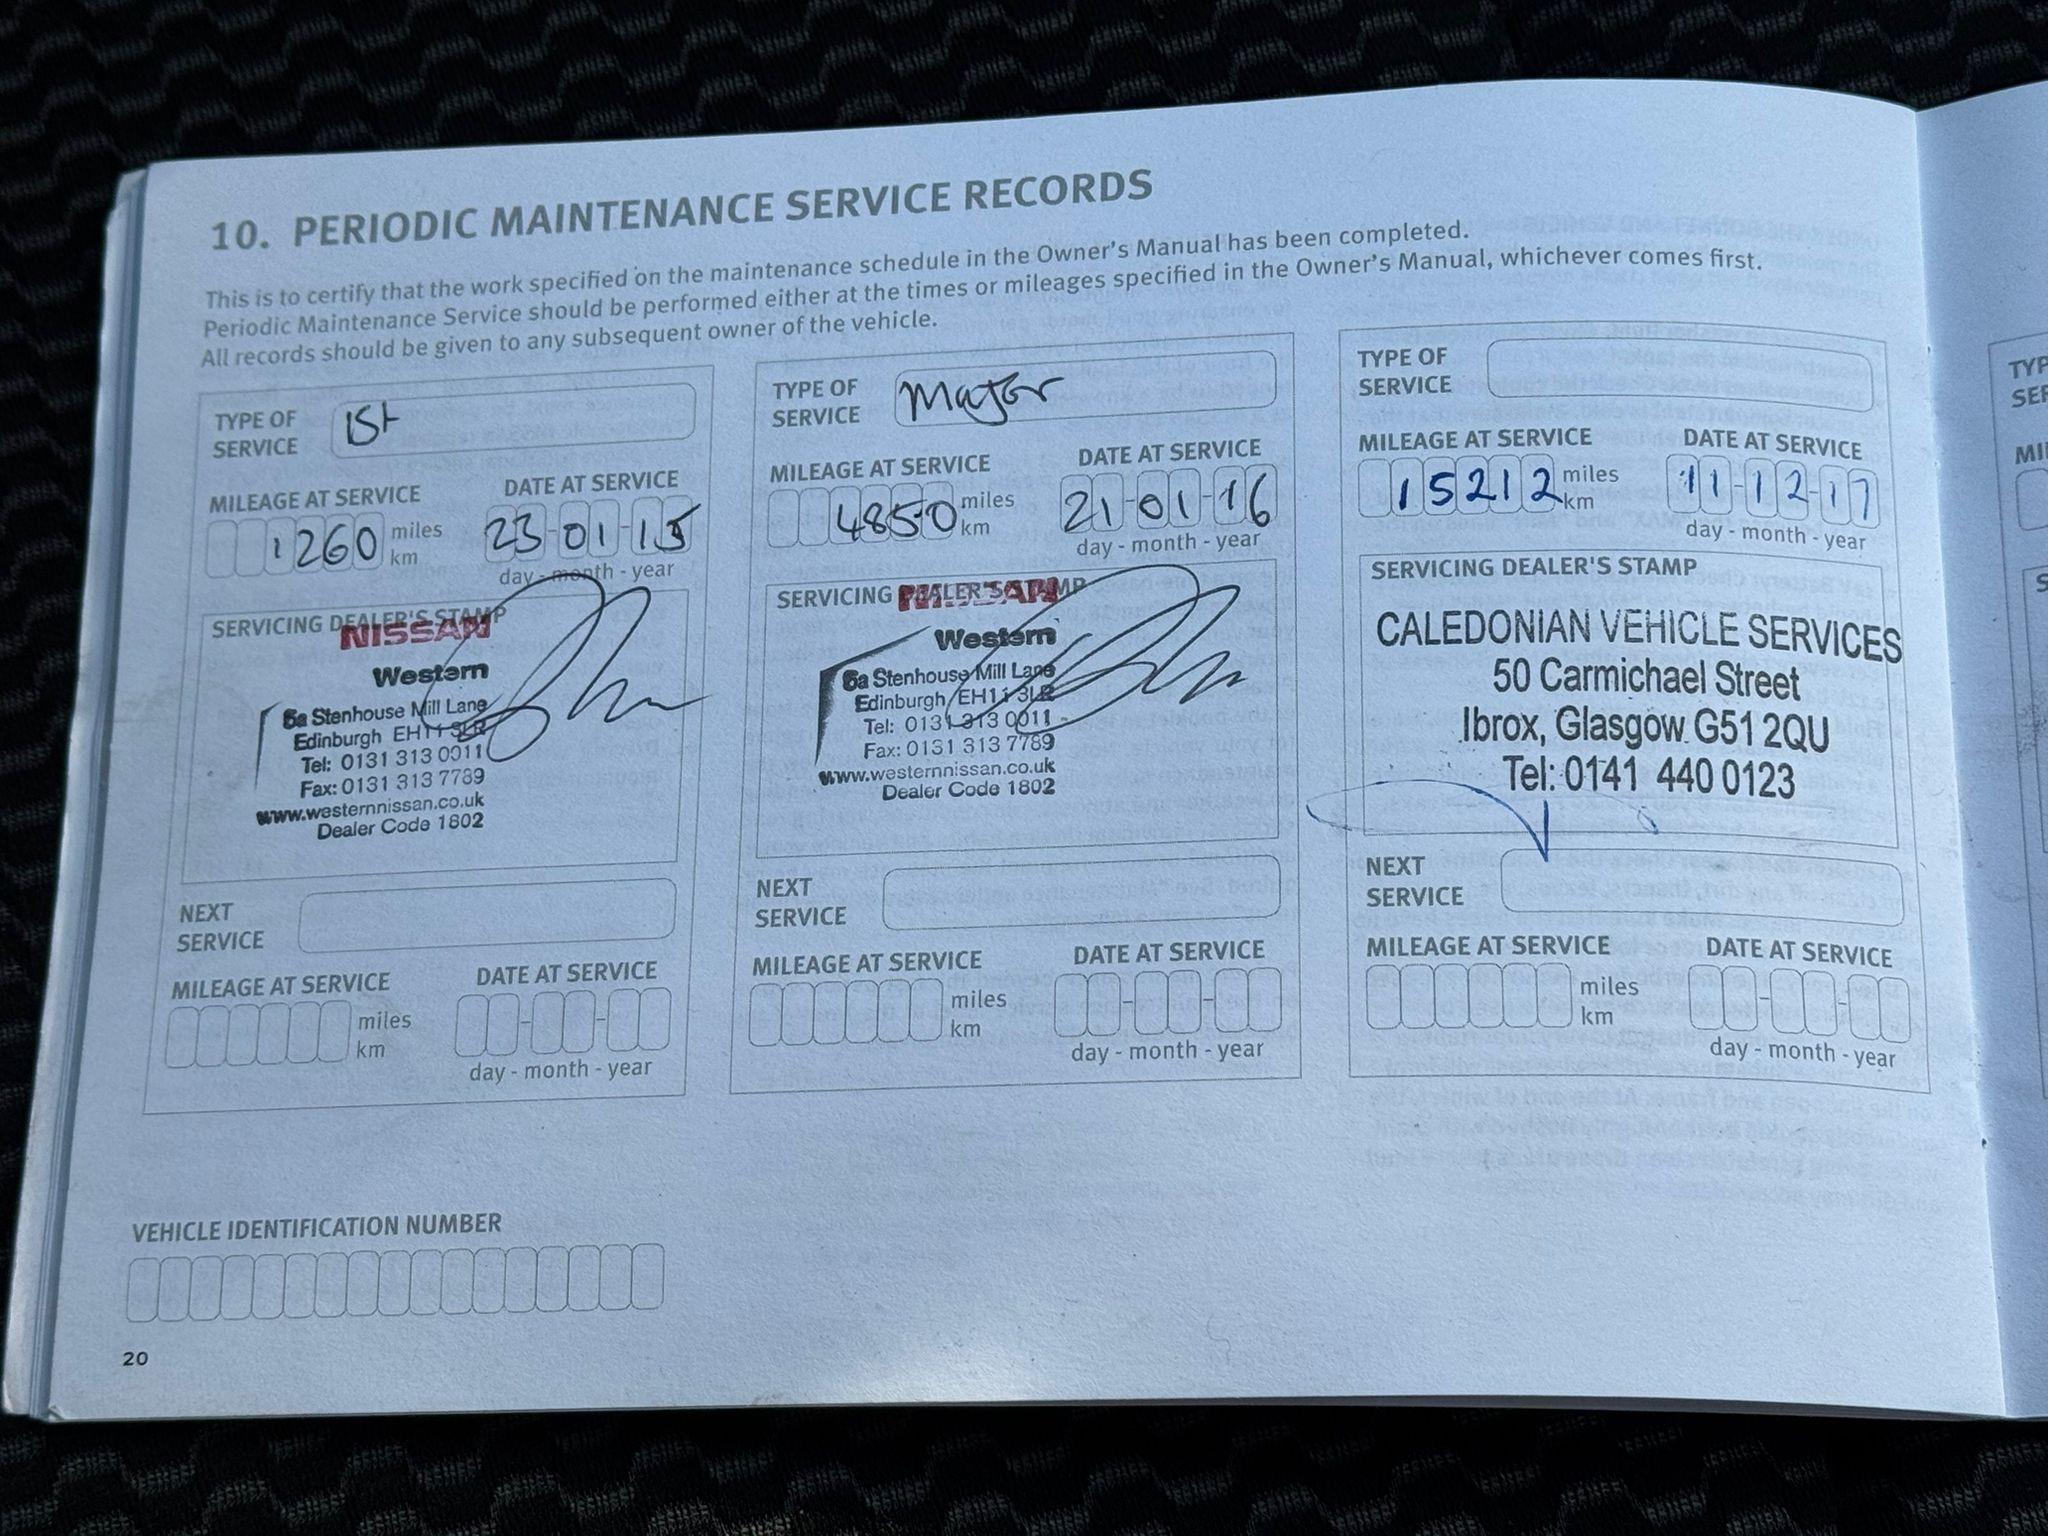 10. PERIODIC MAINTENANCE SERVICE RECORDS
This is to certify that the work specified on the maintenance schedule in the Owner's Manual has been completed.
Periodic Maintenance Service should be performed either at the times or mileages specified in the Owner's Manual, whichever comes first.
All records should be given to any subsequent owner of the vehicle.
TYPE OF
SERVICE
1st
MILEAGE AT SERVICE
1260
miles
km
DATE AT SERVICE
23-01-15
day - month - year
SERVICING DEALER'S STAMP
NISSAN
Western
6a Stenhouse Mill Lane
Edinburgh EH11 3LR
Tel: 0131 313 0011
Fax: 0131 313 7789
www.westernnissan.co.uk
Dealer Code 1802
NEXT
SERVICE
MILEAGE AT SERVICE
miles
km
DATE AT SERVICE
day - month - year
TYPE OF
SERVICE
Major
MILEAGE AT SERVICE
4850
miles
km
DATE AT SERVICE
21-01-16
day - month - year
SERVICING DEALER'S STAMP
NISSAN
Western
6a Stenhouse Mill Lane
Edinburgh EH11 3LR
Tel: 0131 313 0011
Fax: 0131 313 7789
www.westernnissan.co.uk
Dealer Code 1802
NEXT
SERVICE
MILEAGE AT SERVICE
miles
km
DATE AT SERVICE
day - month - year
TYPE OF
SERVICE
MILEAGE AT SERVICE
15212
miles
km
DATE AT SERVICE
11-12-17
day - month - year
SERVICING DEALER'S STAMP
CALEDONIAN VEHICLE SERVICES
50 Carmichael Street
Ibrox, Glasgow G51 2QU
Tel: 0141 440 0123
NEXT
SERVICE
MILEAGE AT SERVICE
miles
km
DATE AT SERVICE
day - month - year
VEHICLE IDENTIFICATION NUMBER
20